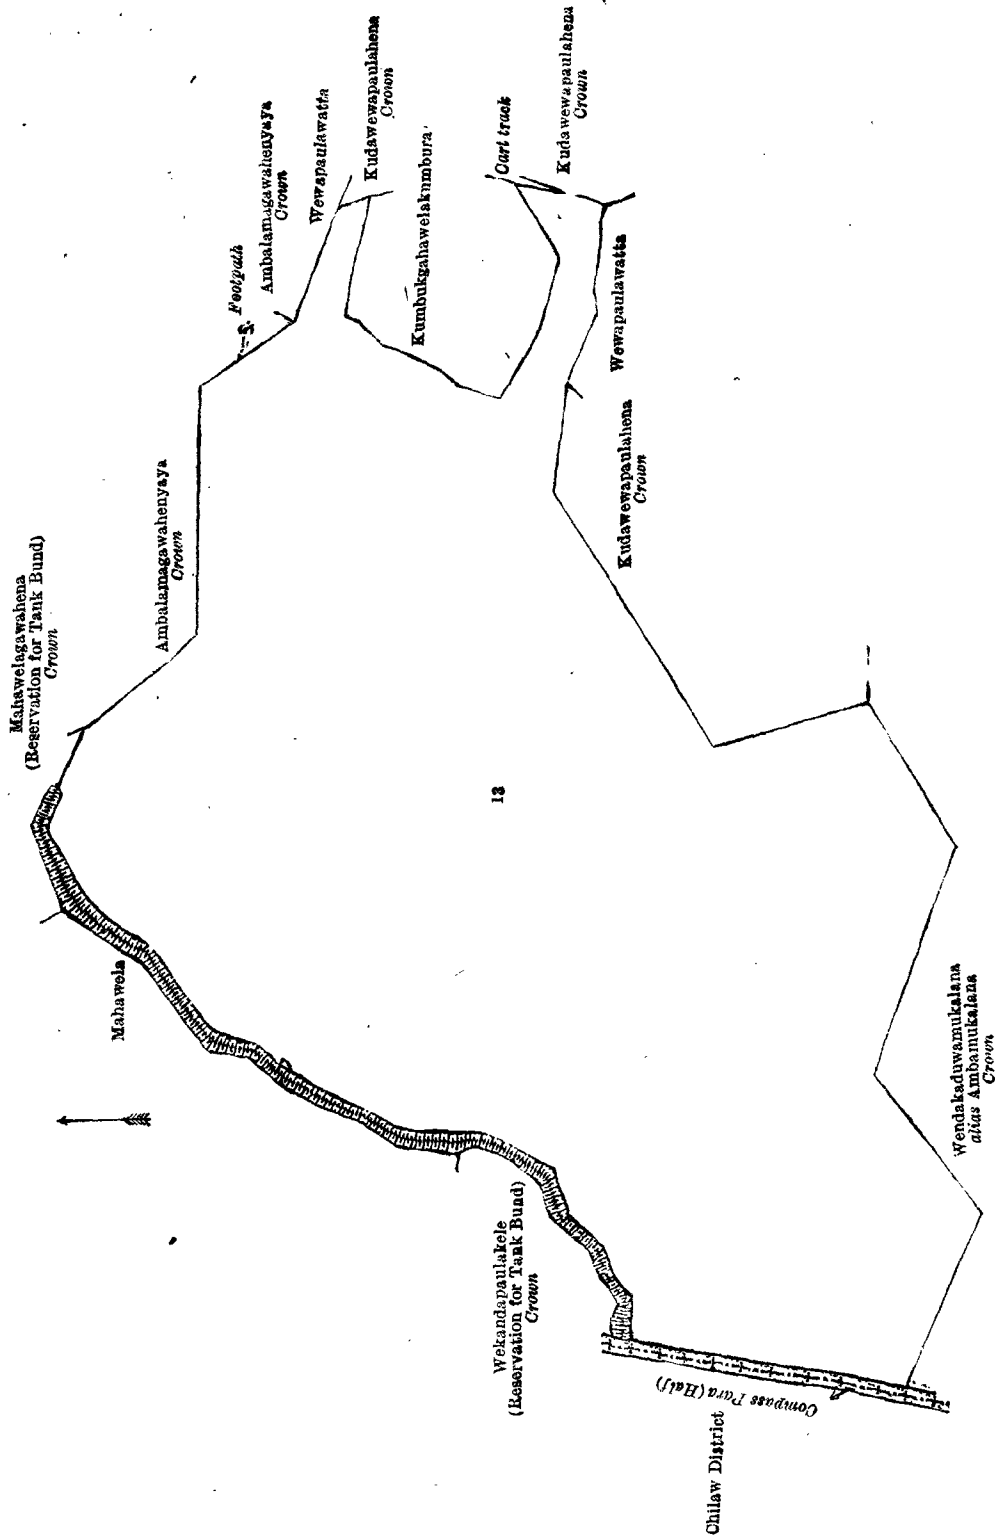 Mahawelagawahena
(Reservation for Tank Bund)
Crown
Ambalamagawahenyaya
Crown
Footpath
Ambalamagawahenyaya
Crown
Wewapaulawatta
Kudawewapaulahena
Crown
Kumbukgahawelakumbura
Cart track
Kudawewapaulahena
Crown
Wewapaulawatta
Kudawewapaulahena
Crown
Mahawela
13
Wekandapaulakele
(Reservation for Tank Bund)
Crown
Wendakaduwamukalana
alias Ambamukalana
Crown
Compass Para (Half)
Chilaw District